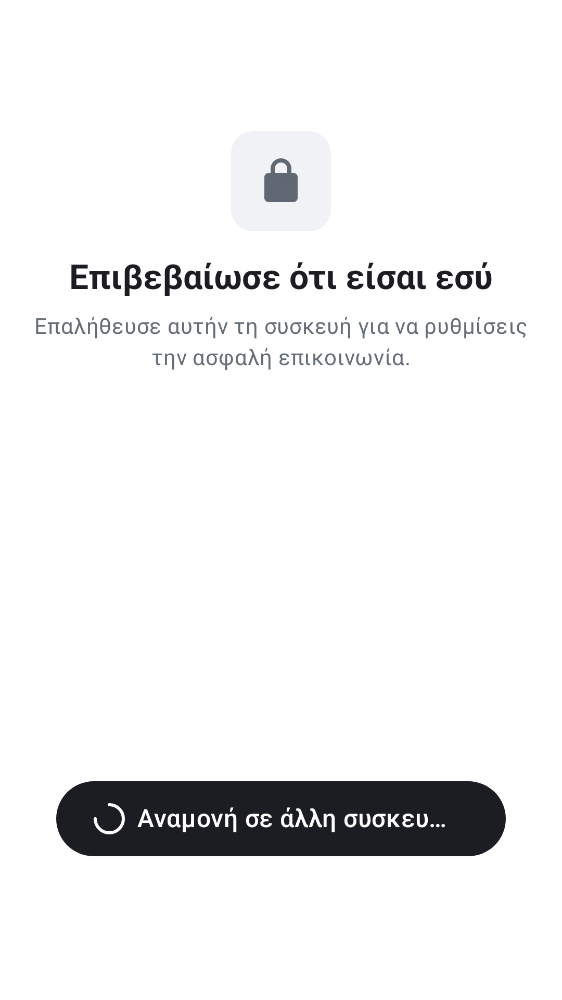 Επιβεβαίωσε ότι είσαι εσύ
Επαλήθευσε αυτήν τη συσκευή για να ρυθμίσεις
την ασφαλή επικοινωνία.
Αναμονή σε άλλη συσκευ…